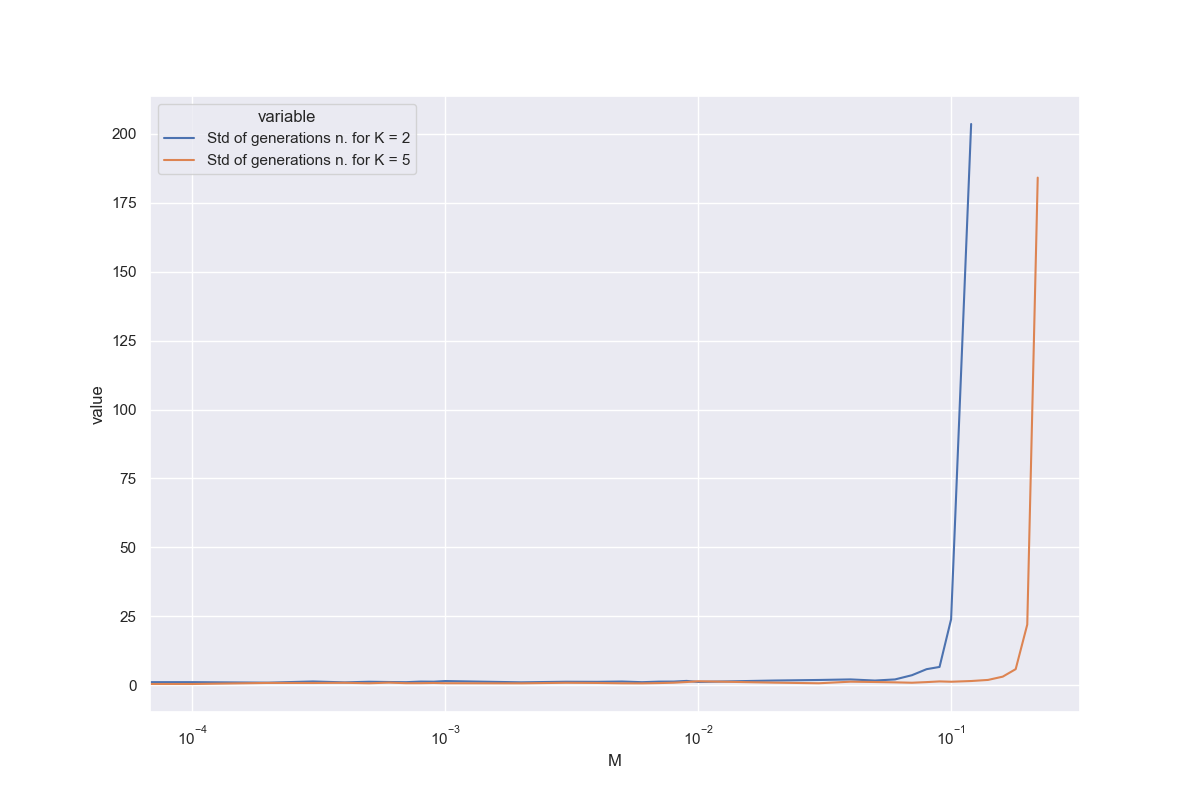 variable
Std of generations n. for K = 2
Std of generations n. for K = 5
200
175
150
125
100
75
50
25
0
value
10⁻⁴ 10⁻³ 10⁻² 10⁻¹
M